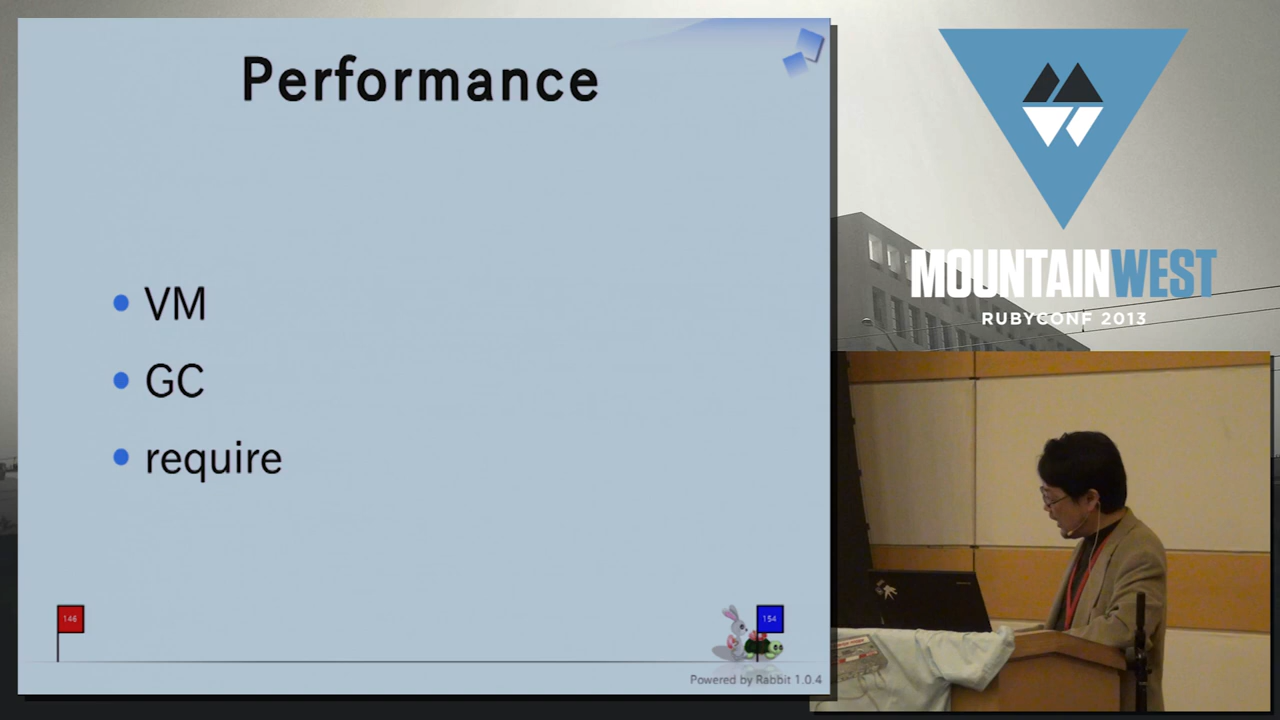 Performance
VM
GC
require
146
154
Powered by Rabbit 1.0.4
MOUNTAINWEST
RUBYCONF 2013